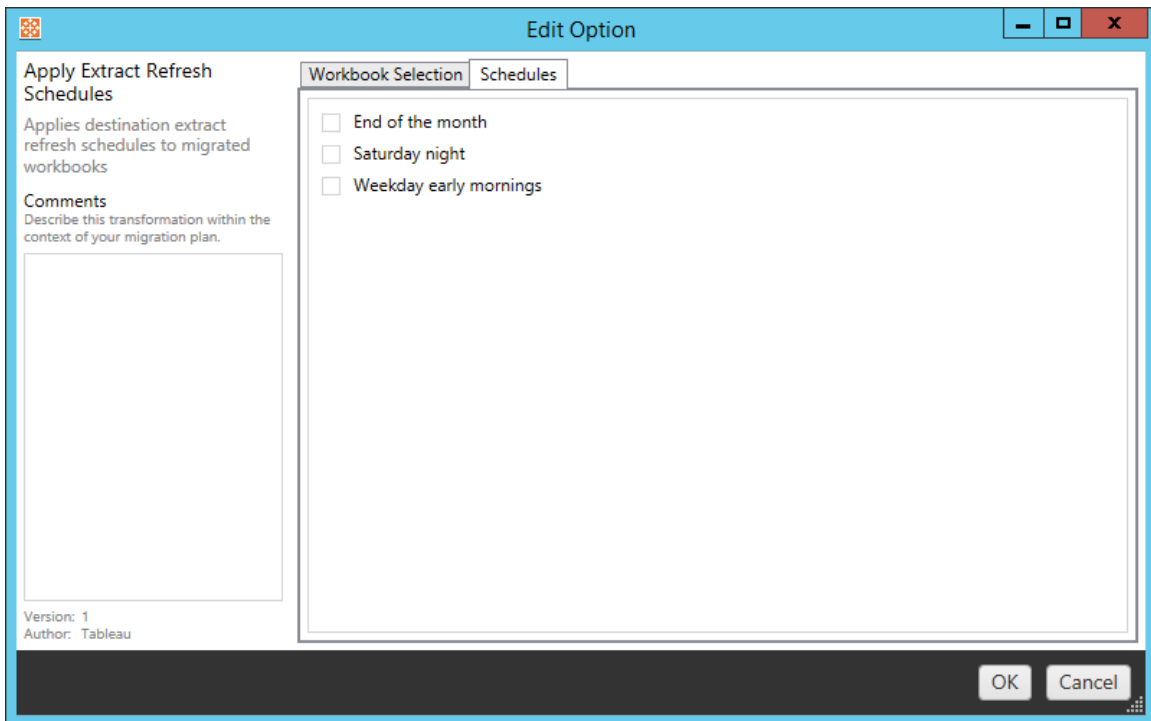 Edit Option
Apply Extract Refresh
Schedules
Applies destination extract
refresh schedules to migrated
workbooks
Comments
Describe this transformation within the
context of your migration plan.
Version: 1
Author: Tableau
Workbook Selection
Schedules
End of the month
Saturday night
Weekday early mornings
OK
Cancel